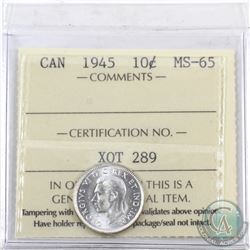 CAN 1945 10¢ MS-65
— COMMENTS —
— CERTIFICATION NO. —
XOT 289
IN O THIS IS A
GEN AL ITEM.
Tampering with validates above opinion.
Have holder package/seal not intact.